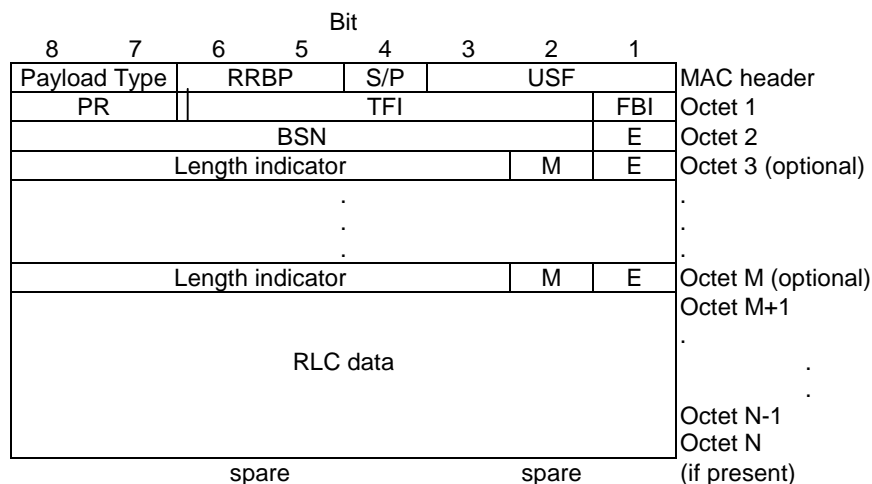 Bit
8 7 6 5 4 3 2 1
Payload Type RRBP S/P USF MAC header
PR TFI FBI Octet 1
BSN E Octet 2
Length indicator M E Octet 3 (optional)
. .
. .
. .
Length indicator M E Octet M (optional)
Octet M+1
.
RLC data .
.
Octet N-1
Octet N
spare spare (if present)